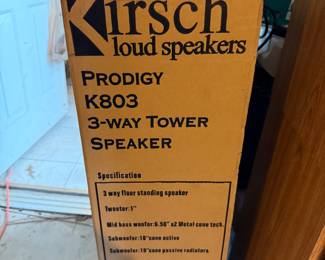 Kirsch
loud speakers
PRODIGY
K803
3-WAY TOWER
SPEAKER
Specification
3 way floor standing speaker
Tweeter:1"
Mid bass woofer:6.50" x2 Metal cone tech.
Subwoofer:10"cone active
Subwoofer:10"cone passive radiators